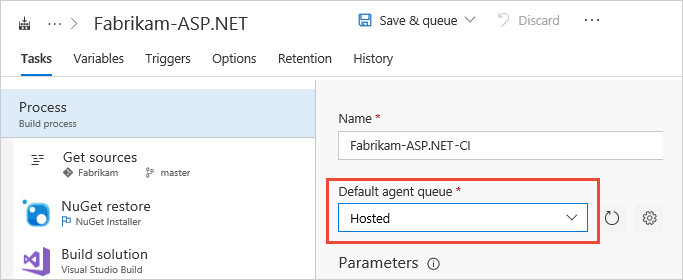 ··· > Fabrikam-ASP.NET
Save & queue
Discard
···
Tasks Variables Triggers Options Retention History
Process
Build process
Get sources
Fabrikam master
NuGet restore
NuGet Installer
Build solution
Visual Studio Build
Name *
Fabrikam-ASP.NET-CI
Default agent queue *
Hosted
Parameters